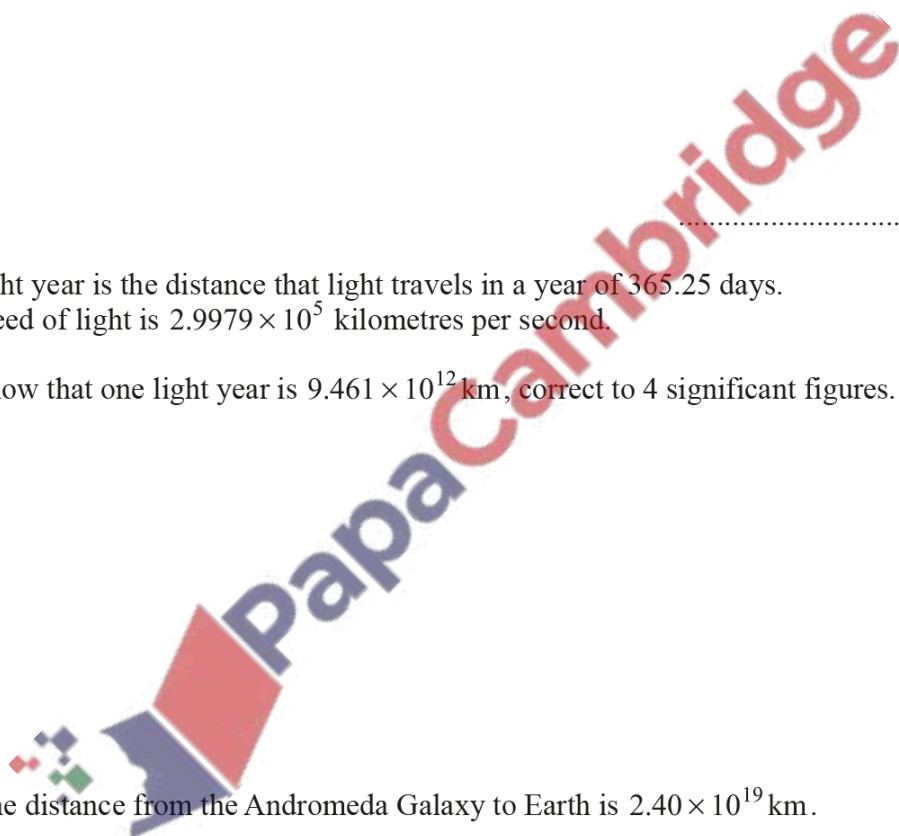 ..............................
ht year is the distance that light travels in a year of 365.25 days.
eed of light is 2.9979 × 10⁵ kilometres per second.
ow that one light year is 9.461 × 10¹² km, correct to 4 significant figures.
PapaCambridge
e distance from the Andromeda Galaxy to Earth is 2.40 × 10¹⁹ km.